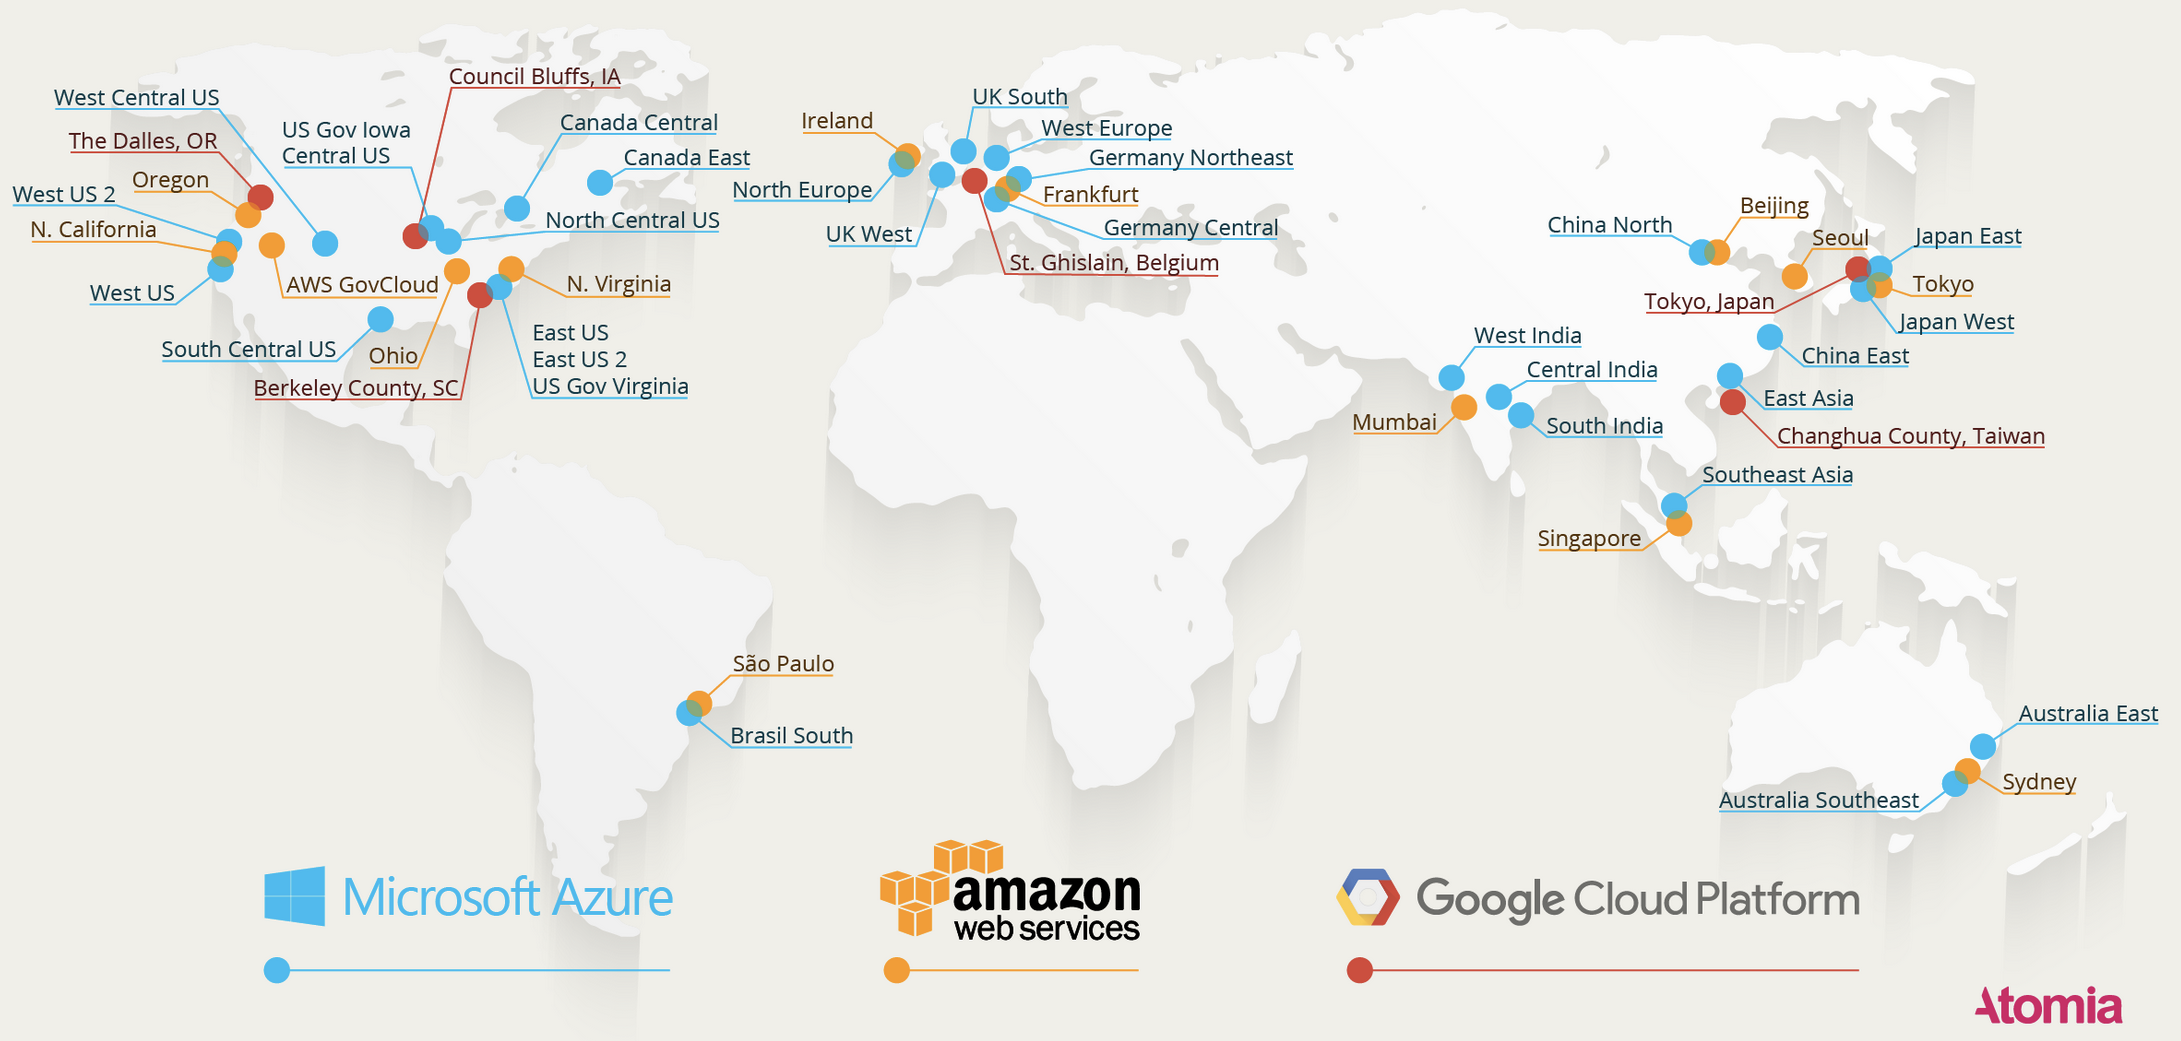 West Central US
The Dalles, OR
Oregon
West US 2
N. California
West US
US Gov Iowa
Central US
Council Bluffs, IA
Canada Central
Canada East
North Central US
AWS GovCloud
N. Virginia
South Central US
Ohio
Berkeley County, SC
East US
East US 2
US Gov Virginia
São Paulo
Brasil South
Ireland
North Europe
UK West
UK South
West Europe
Germany Northeast
Frankfurt
Germany Central
St. Ghislain, Belgium
China North
Beijing
Seoul
Japan East
Tokyo
Tokyo, Japan
Japan West
China East
West India
Central India
Mumbai
South India
East Asia
Changhua County, Taiwan
Southeast Asia
Singapore
Australia East
Sydney
Australia Southeast
Microsoft Azure
amazon
web services
Google Cloud Platform
Atomia